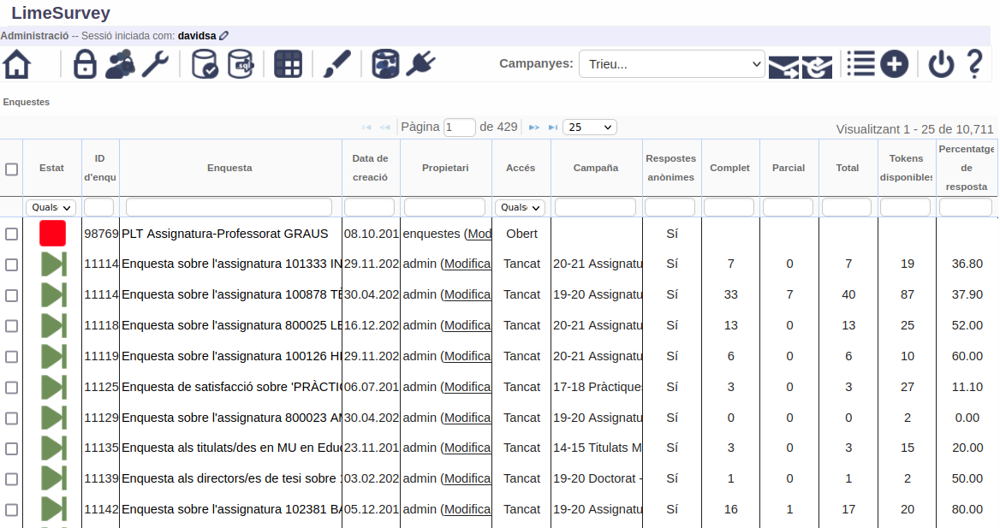 LimeSurvey
Administració -- Sessió iniciada com: davidsa
sql
Campanyes: Trieu...
Enquestes
Pàgina 1 de 429 25
Visualitzant 1 - 25 de 10,711
Estat ID d'enqu Enquesta Data de creació Propietari Accés Campaña Respostes anònimes Complet Parcial Total Tokens disponibles Percentatge de resposta
Quals Quals
98769 PLT Assignatura-Professorat GRAUS 08.10.201 enquestes (Mod Obert Sí
11114 Enquesta sobre l'assignatura 101333 IN 29.11.202 admin (Modifica Tancat 20-21 Assignatu Sí 7 0 7 19 36.80
11114 Enquesta sobre l'assignatura 100878 TE 30.04.202 admin (Modifica Tancat 19-20 Assignatu Sí 33 7 40 87 37.90
11118 Enquesta sobre l'assignatura 800025 LE 16.12.202 admin (Modifica Tancat 20-21 Assignatu Sí 13 0 13 25 52.00
11119 Enquesta sobre l'assignatura 100126 HI 29.11.202 admin (Modifica Tancat 20-21 Assignatu Sí 6 0 6 10 60.00
11125 Enquesta de satisfacció sobre 'PRÀCTIC 06.07.201 admin (Modifica Tancat 17-18 Pràctiques Sí 3 0 3 27 11.10
11129 Enquesta sobre l'assignatura 800023 AN 30.04.202 admin (Modifica Tancat 19-20 Assignatu Sí 0 0 0 2 0.00
11135 Enquesta als titulats/des en MU en Educ 23.11.201 admin (Modifica Tancat 14-15 Titulats M Sí 3 0 3 15 20.00
11139 Enquesta als directors/es de tesi sobre 03.02.202 admin (Modifica Tancat 19-20 Doctorat - Sí 1 0 1 2 50.00
11142 Enquesta sobre l'assignatura 102381 BA 05.12.201 admin (Modifica Tancat 19-20 Assignatu Sí 16 1 17 20 80.00